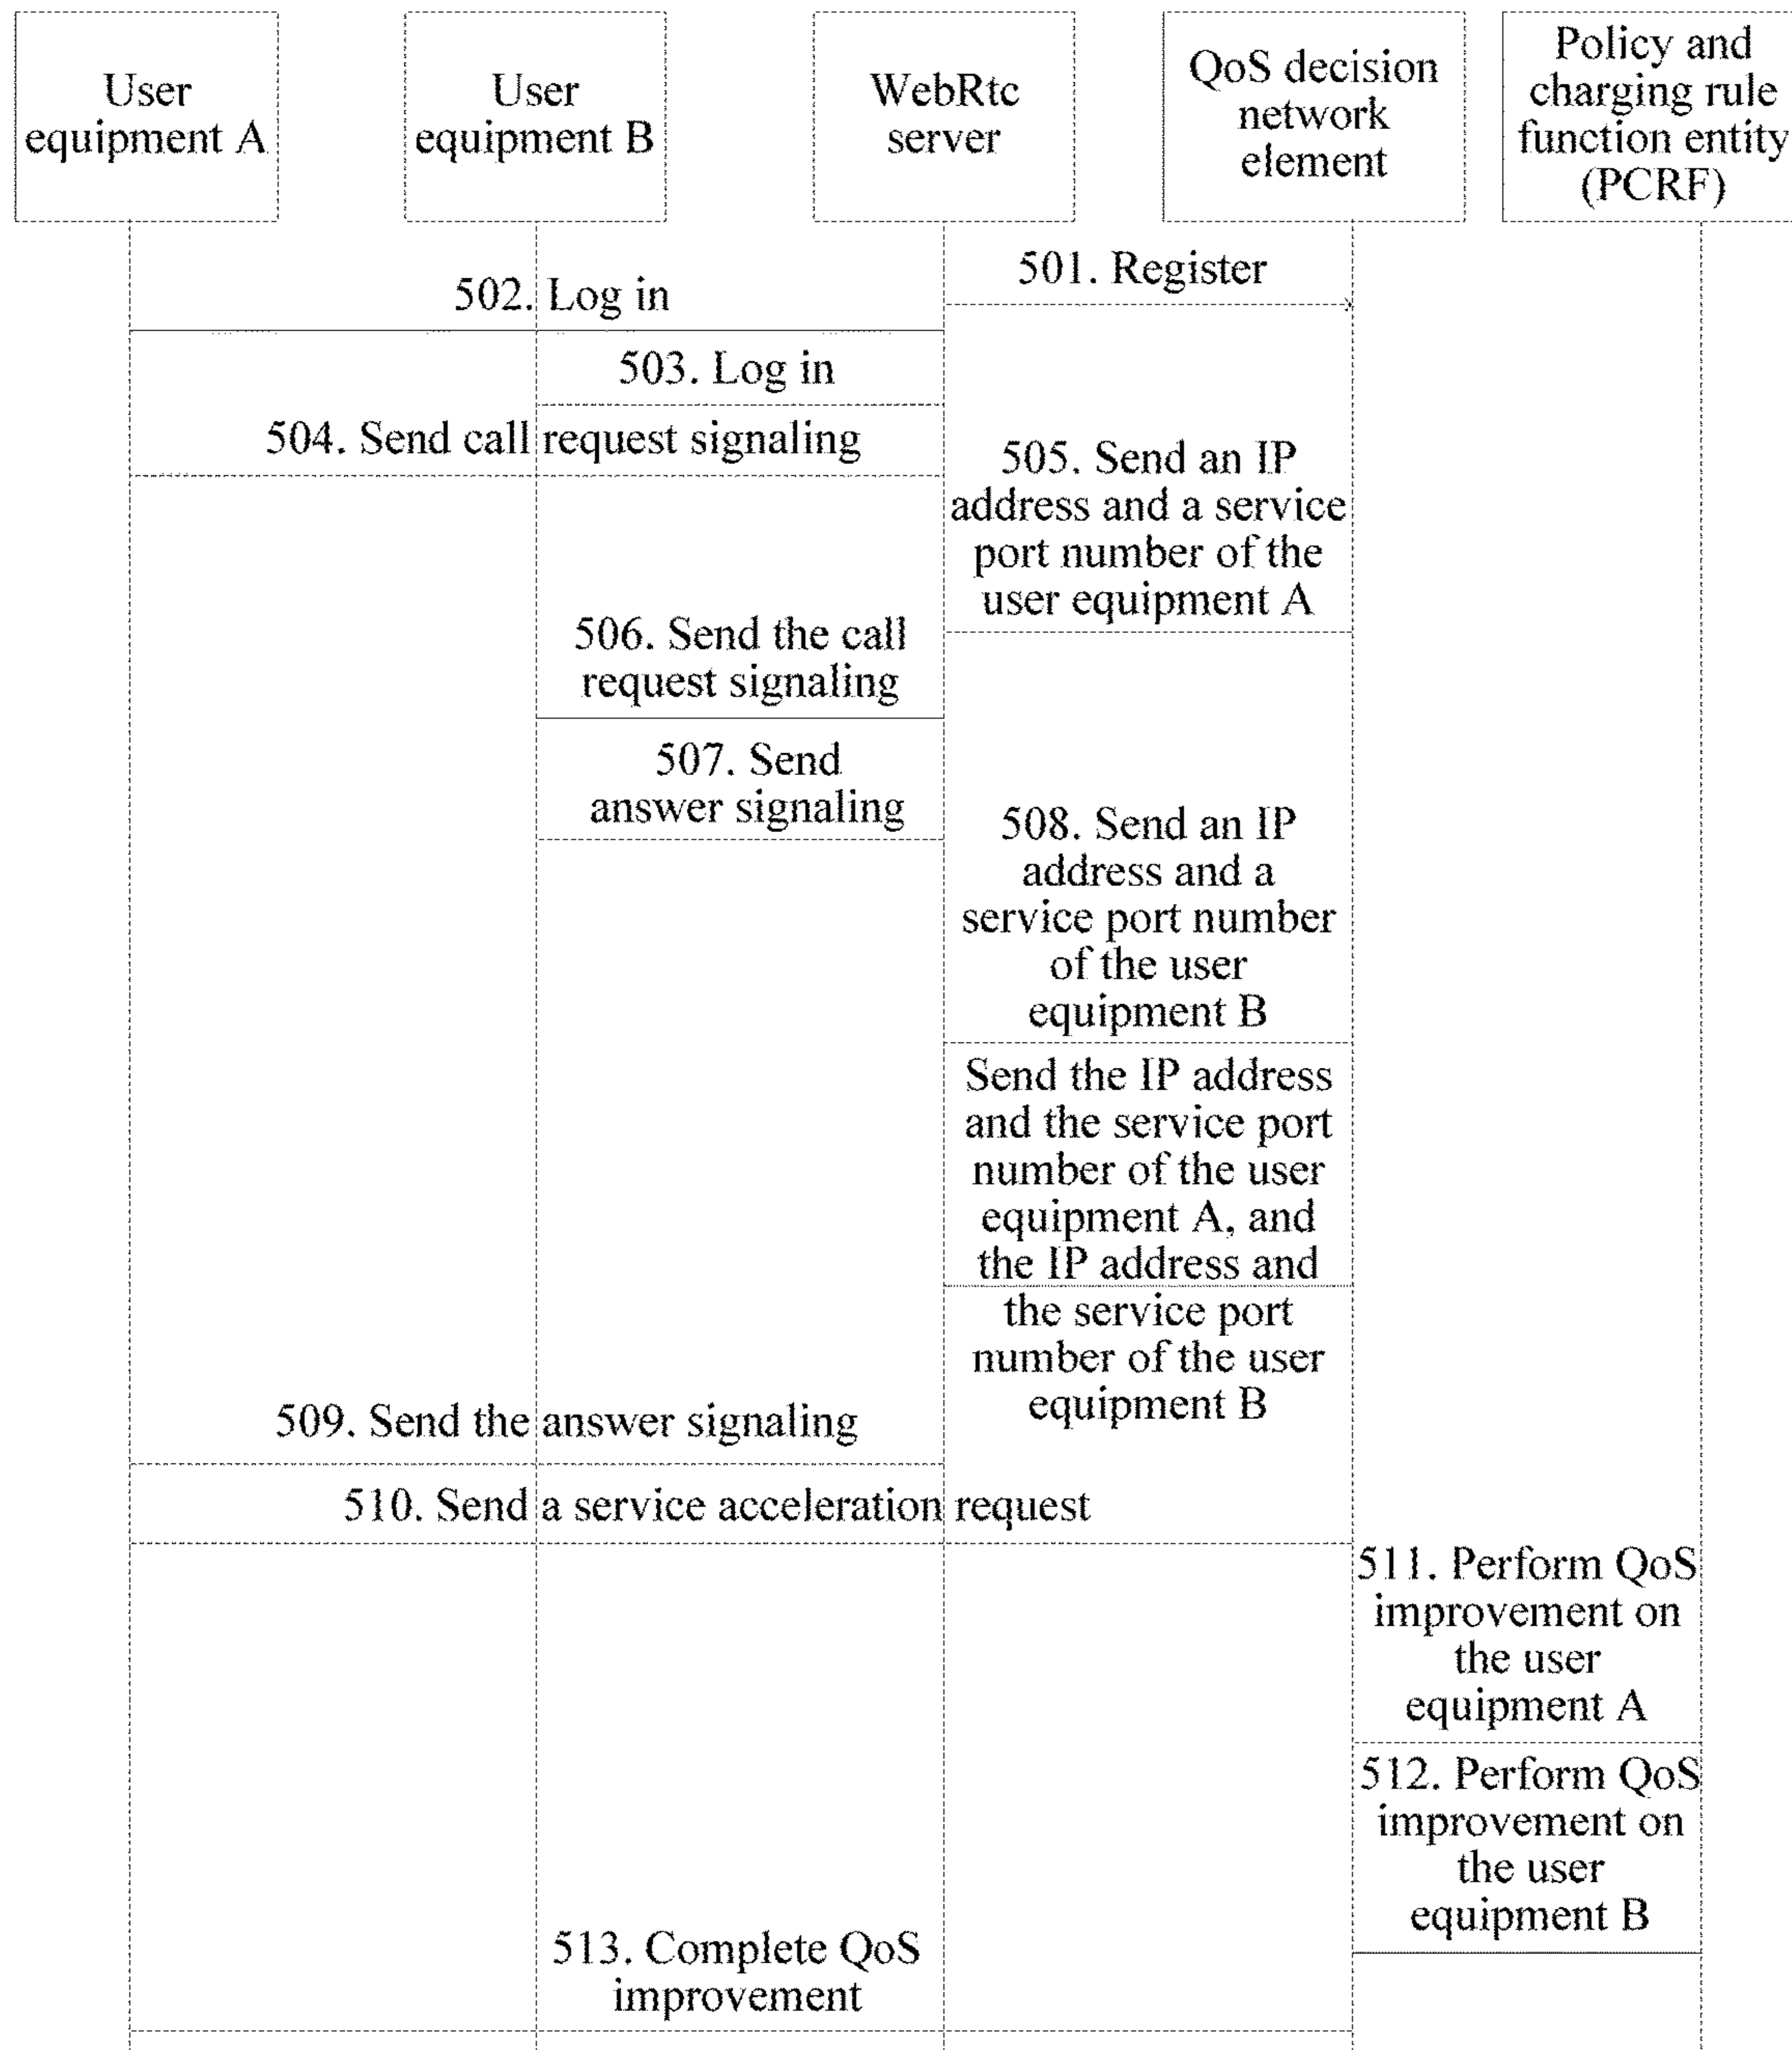 User
equipment A
User
equipment B
WebRtc
server
QoS decision
network
element
Policy and
charging rule
function entity
(PCRF)
501. Register
502. Log in
503. Log in
504. Send call request signaling
505. Send an IP
address and a service
port number of the
user equipment A
506. Send the call
request signaling
507. Send
answer signaling
508. Send an IP
address and a
service port number
of the user
equipment B
Send the IP address
and the service port
number of the user
equipment A, and
the IP address and
the service port
number of the user
equipment B
509. Send the answer signaling
510. Send a service acceleration request
511. Perform QoS
improvement on
the user
equipment A
512. Perform QoS
improvement on
the user
equipment B
513. Complete QoS
improvement